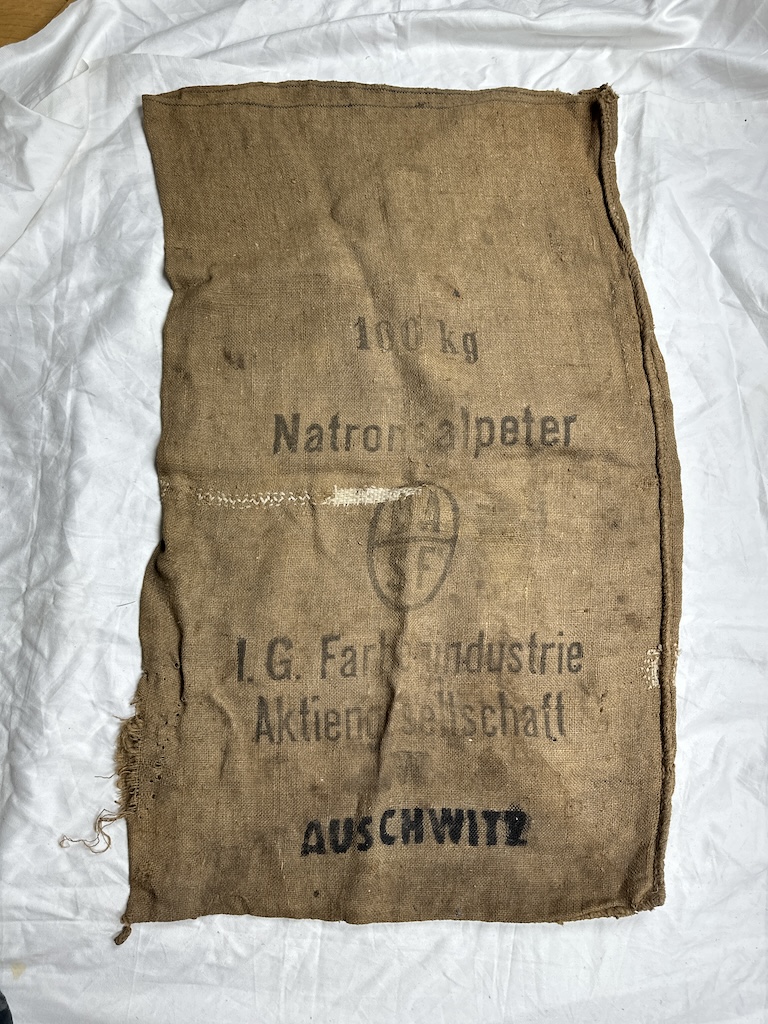 100 kg
Natronsalpeter
BA
SF
I. G. Farbenindustrie
Aktiengesellschaft
AUSCHWITZ